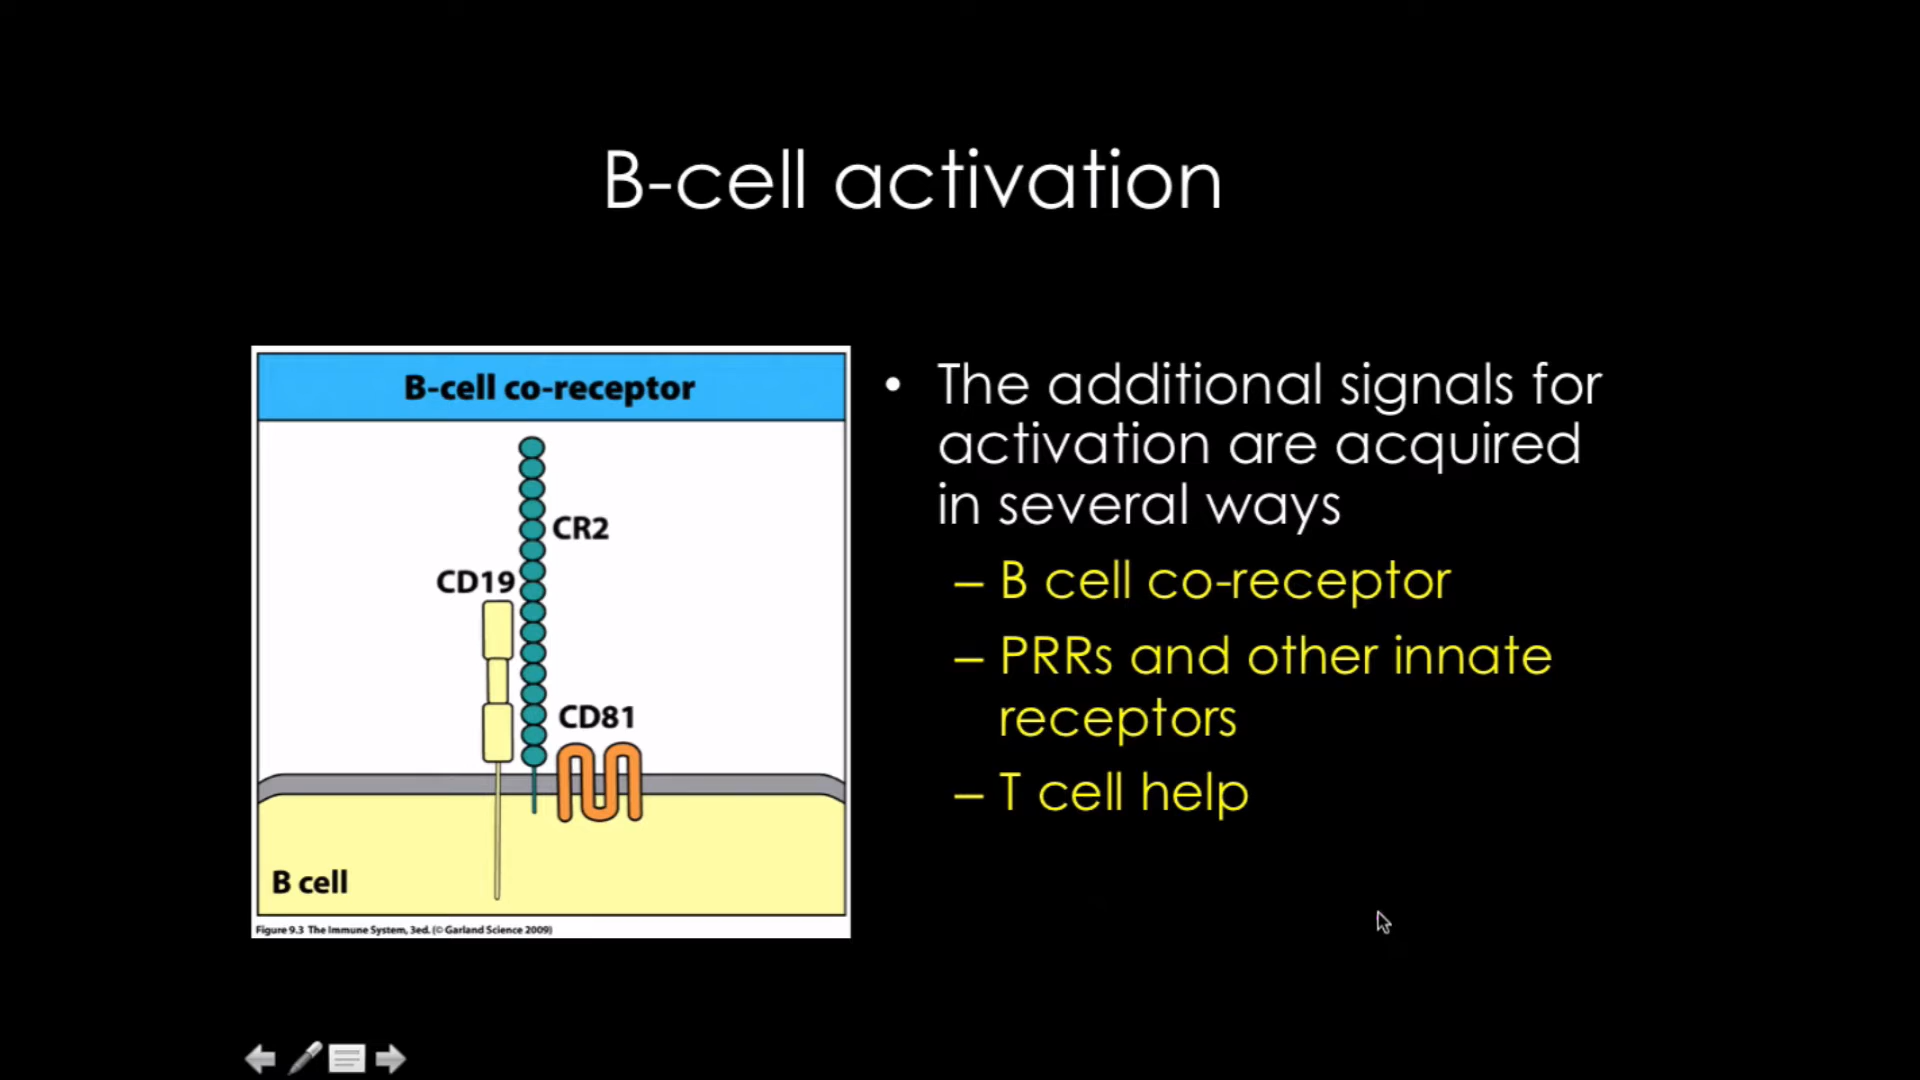 B-cell activation
B-cell co-receptor
CR2
CD19
CD81
B cell
Figure 9.3 The Immune System, 3ed. (© Garland Science 2009)
• The additional signals for
activation are acquired
in several ways
– B cell co-receptor
– PRRs and other innate
receptors
– T cell help